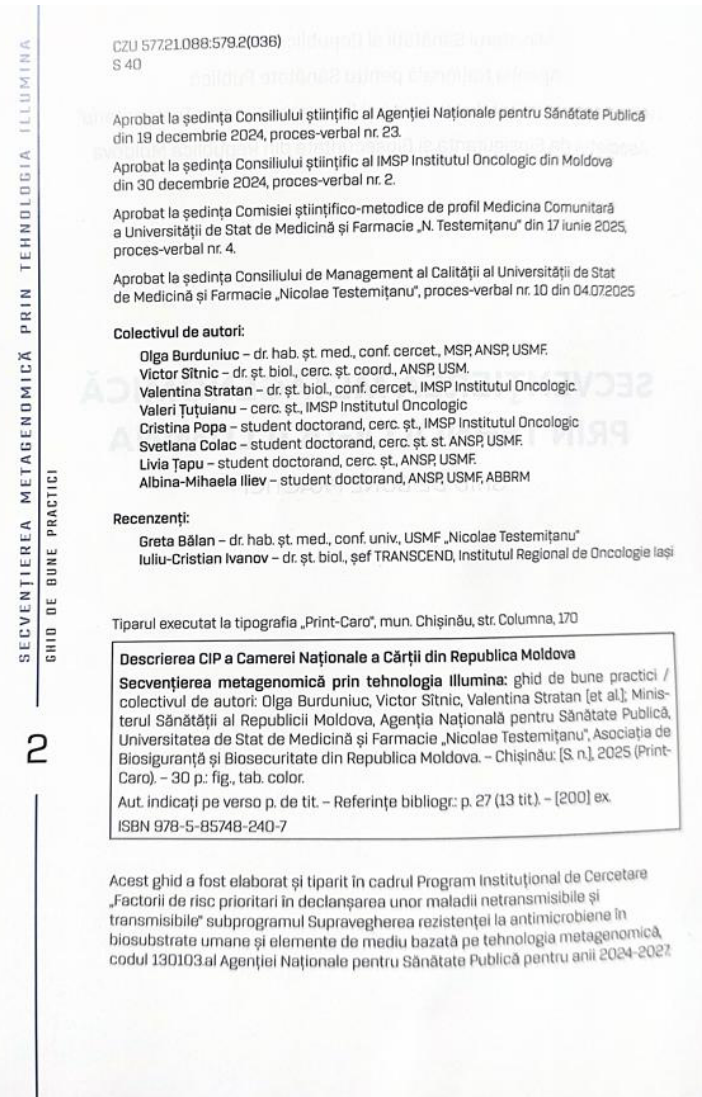 SECVENȚIEREA METAGENOMICĂ PRIN TEHNOLOGIA ILLUMINA
GHID DE BUNE PRACTICI
2
CZU 577.21.088:579.2(036)
S 40
Aprobat la ședința Consiliului științific al Agenției Naționale pentru Sănătate Publică
din 19 decembrie 2024, proces-verbal nr. 23.
Aprobat la ședința Consiliului științific al IMSP Institutul Oncologic din Moldova
din 30 decembrie 2024, proces-verbal nr. 2.
Aprobat la ședința Comisiei științifico-metodice de profil Medicina Comunitară
a Universității de Stat de Medicină și Farmacie „N. Testemițanu” din 17 iunie 2025,
proces-verbal nr. 4.
Aprobat la ședința Consiliului de Management al Calității al Universității de Stat
de Medicină și Farmacie „Nicolae Testemițanu”, proces-verbal nr. 10 din 04.07.2025
Colectivul de autori:
Olga Burduniuc – dr. hab. șt. med., conf. cercet., MSP, ANSP, USMF.
Victor Sîtnic – dr. șt. biol., cerc. șt. coord., ANSP, USM.
Valentina Stratan – dr. șt. biol., conf. cercet., IMSP Institutul Oncologic.
Valeri Țuțuianu – cerc. șt., IMSP Institutul Oncologic
Cristina Popa – student doctorand, cerc. șt., IMSP Institutul Oncologic
Svetlana Colac – student doctorand, cerc. șt. st. ANSP, USMF.
Livia Țapu – student doctorand, cerc. șt., ANSP, USMF.
Albina-Mihaela Iliev – student doctorand, ANSP, USMF, ABBRM
Recenzenți:
Greta Bălan – dr. hab. șt. med., conf. univ., USMF „Nicolae Testemițanu”
Iuliu-Cristian Ivanov – dr. șt. biol., șef TRANSCEND, Institutul Regional de Oncologie Iași
Tiparul executat la tipografia „Print-Caro”, mun. Chișinău, str. Columna, 170
Descrierea CIP a Camerei Naționale a Cărții din Republica Moldova
Secvențierea metagenomică prin tehnologia Illumina: ghid de bune practici /
colectivul de autori: Olga Burduniuc, Victor Sîtnic, Valentina Stratan [et al.]; Minis-
terul Sănătății al Republicii Moldova, Agenția Națională pentru Sănătate Publică,
Universitatea de Stat de Medicină și Farmacie „Nicolae Testemițanu”, Asociația de
Biosiguranță și Biosecuritate din Republica Moldova. – Chișinău: [S. n.], 2025 (Print-
Caro). – 30 p.: fig., tab. color.
Aut. indicați pe verso p. de tit. – Referințe bibliogr.: p. 27 (13 tit.). – [200] ex.
ISBN 978-5-85748-240-7
Acest ghid a fost elaborat și tiparit în cadrul Program Instituțional de Cercetare
„Factorii de risc prioritari în declanșarea unor maladii netransmisibile și
transmisibile” subprogramul Supravegherea rezistenței la antimicrobiene în
biosubstrate umane și elemente de mediu bazată pe tehnologia metagenomică,
codul 130103.al Agenției Naționale pentru Sănătate Publică pentru anii 2024-2027.